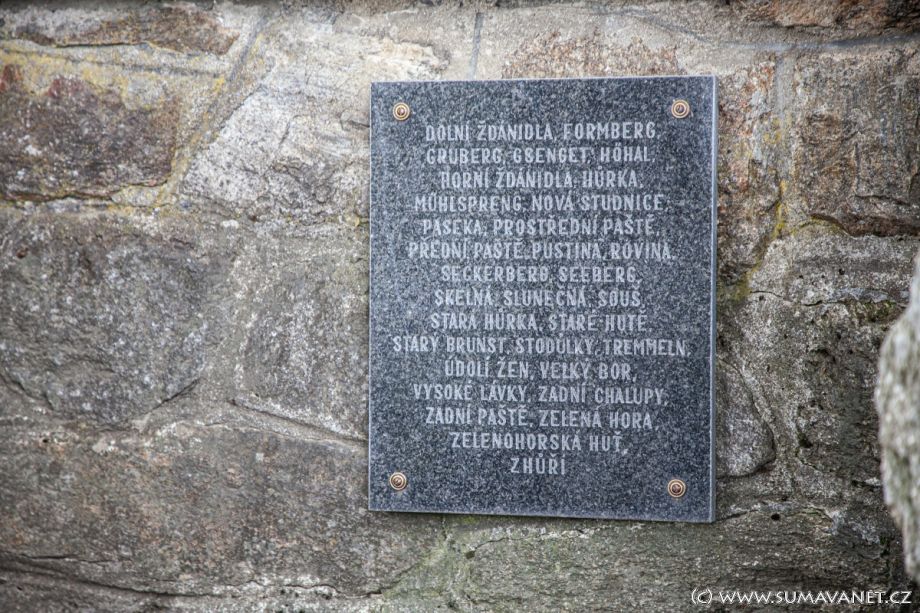 DOLNÍ ŽDÁNIDLA, FORMBERG,
GRUBERG, GSENGET, HÖHAL,
HORNÍ ŽDÁNIDLA, HŮRKA,
MÜHLSPRENG, NOVÁ STUDNICE,
PASEKA, PROSTŘEDNÍ PAŠTĚ,
PŘEDNÍ PAŠTĚ, PUSTINA, ROVINA,
SECKERBERG, SEEBERG,
SKELNÁ, SLUNEČNÁ, SOUŠ,
STARÁ HŮRKA, STARÉ HUTĚ,
STARÝ BRUNST, STODŮLKY, TREMMELN,
ÚDOLÍ ŽEN, VELKÝ BOR,
VYSOKÉ LÁVKY, ZADNÍ CHALUPY,
ZADNÍ PAŠTĚ, ZELENÁ HORA,
ZELENOHORSKÁ HUŤ,
ZHŮŘÍ
(C) WWW.SUMAVANET.CZ